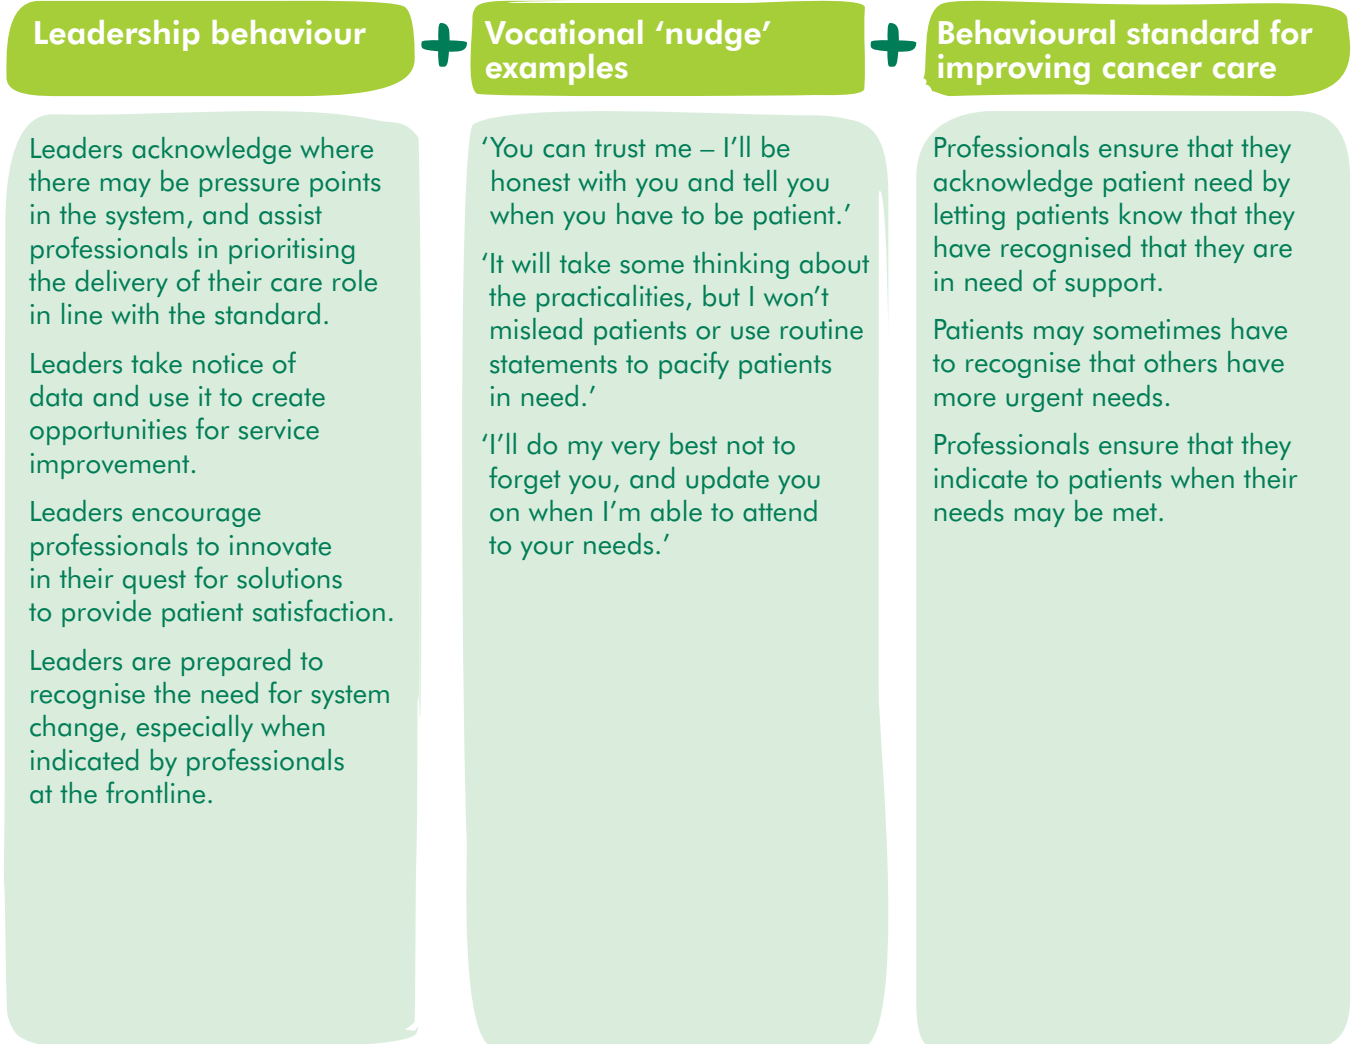 Leadership behaviour
Leaders acknowledge where
there may be pressure points
in the system, and assist
professionals in prioritising
the delivery of their care role
in line with the standard.
Leaders take notice of
data and use it to create
opportunities for service
improvement.
Leaders encourage
professionals to innovate
in their quest for solutions
to provide patient satisfaction.
Leaders are prepared to
recognise the need for system
change, especially when
indicated by professionals
at the frontline.
+
Vocational ‘nudge’
examples
‘You can trust me – I’ll be
honest with you and tell you
when you have to be patient.’
‘It will take some thinking about
the practicalities, but I won’t
mislead patients or use routine
statements to pacify patients
in need.’
‘I’ll do my very best not to
forget you, and update you
on when I’m able to attend
to your needs.’
+
Behavioural standard for
improving cancer care
Professionals ensure that they
acknowledge patient need by
letting patients know that they
have recognised that they are
in need of support.
Patients may sometimes have
to recognise that others have
more urgent needs.
Professionals ensure that they
indicate to patients when their
needs may be met.